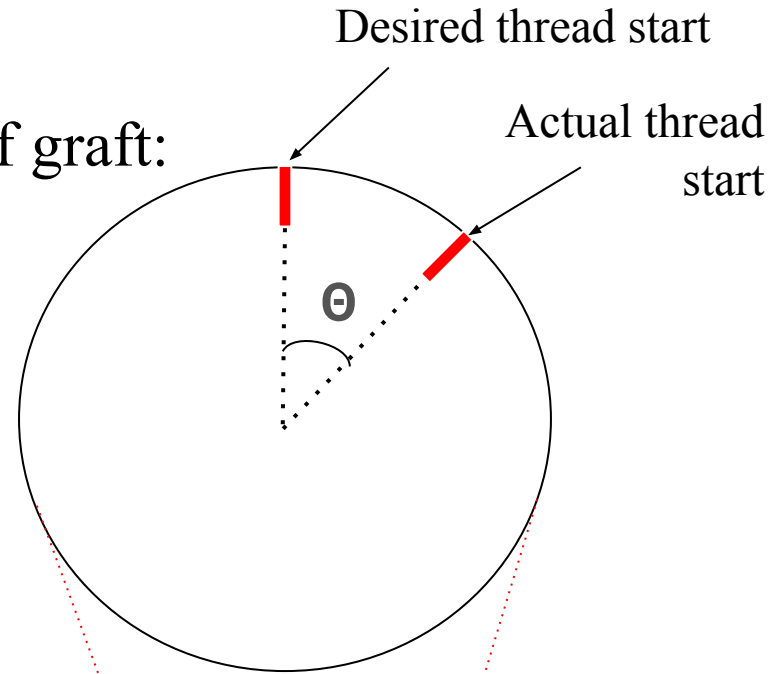 Desired thread start
Actual thread
start
f graft:
Θ